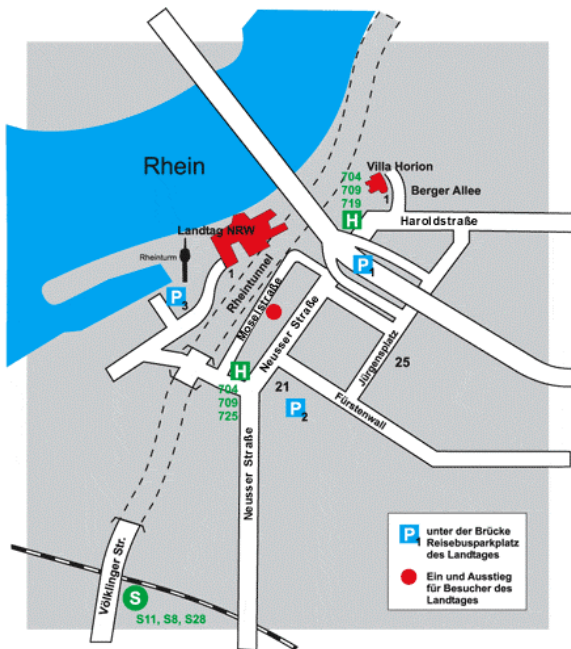 Rhein
Villa Horion
704
709
719
1
Berger Allee
H
Haroldstraße
Landtag NRW
Rheinturm
1
P
1
P
3
Rheintunnel
Moselstraße
Neusser Straße
Jürgensplatz
25
H
704
709
725
21
P
2
Fürstenwall
Neusser Straße
Völklinger Str.
S
S11, S8, S28
P
1
unter der Brücke
Reisebusparkplatz
des Landtages
Ein und Ausstieg
für Besucher des
Landtages